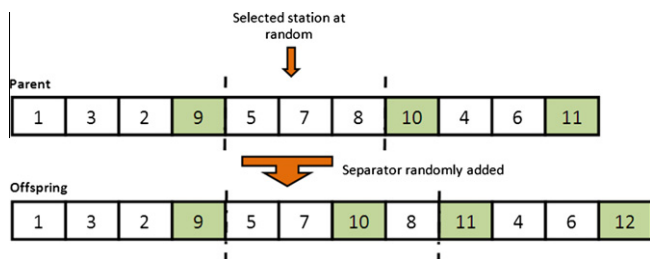 Selected station at
random
Parent
1 3 2 9 5 7 8 10 4 6 11
Separator randomly added
Offspring
1 3 2 9 5 7 10 8 11 4 6 12